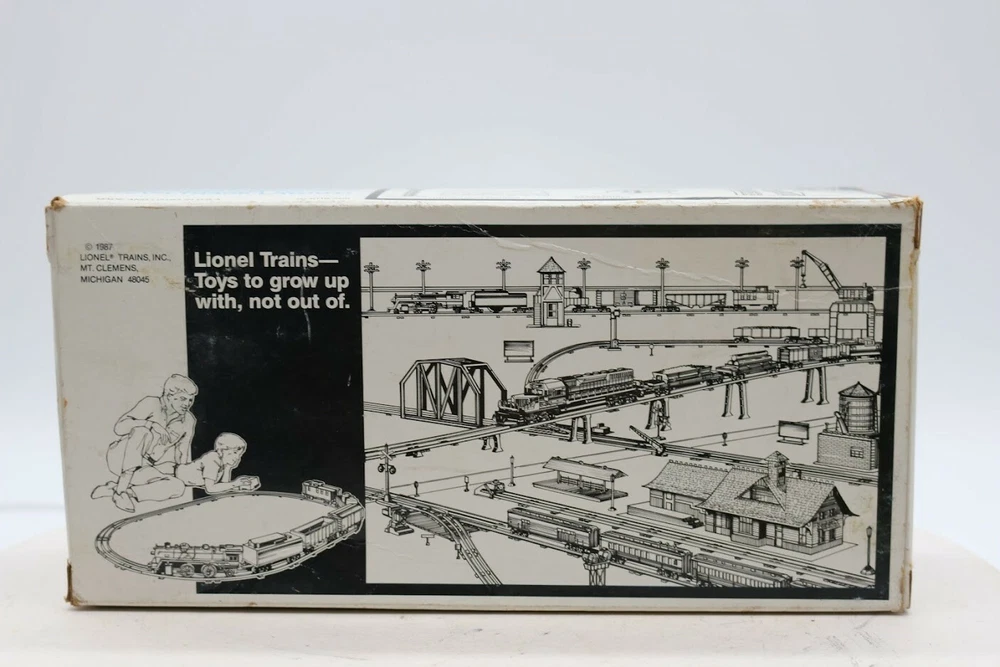 © 1987
LIONEL® TRAINS, INC.,
MT. CLEMENS,
MICHIGAN 48045
Lionel Trains—
Toys to grow up
with, not out of.